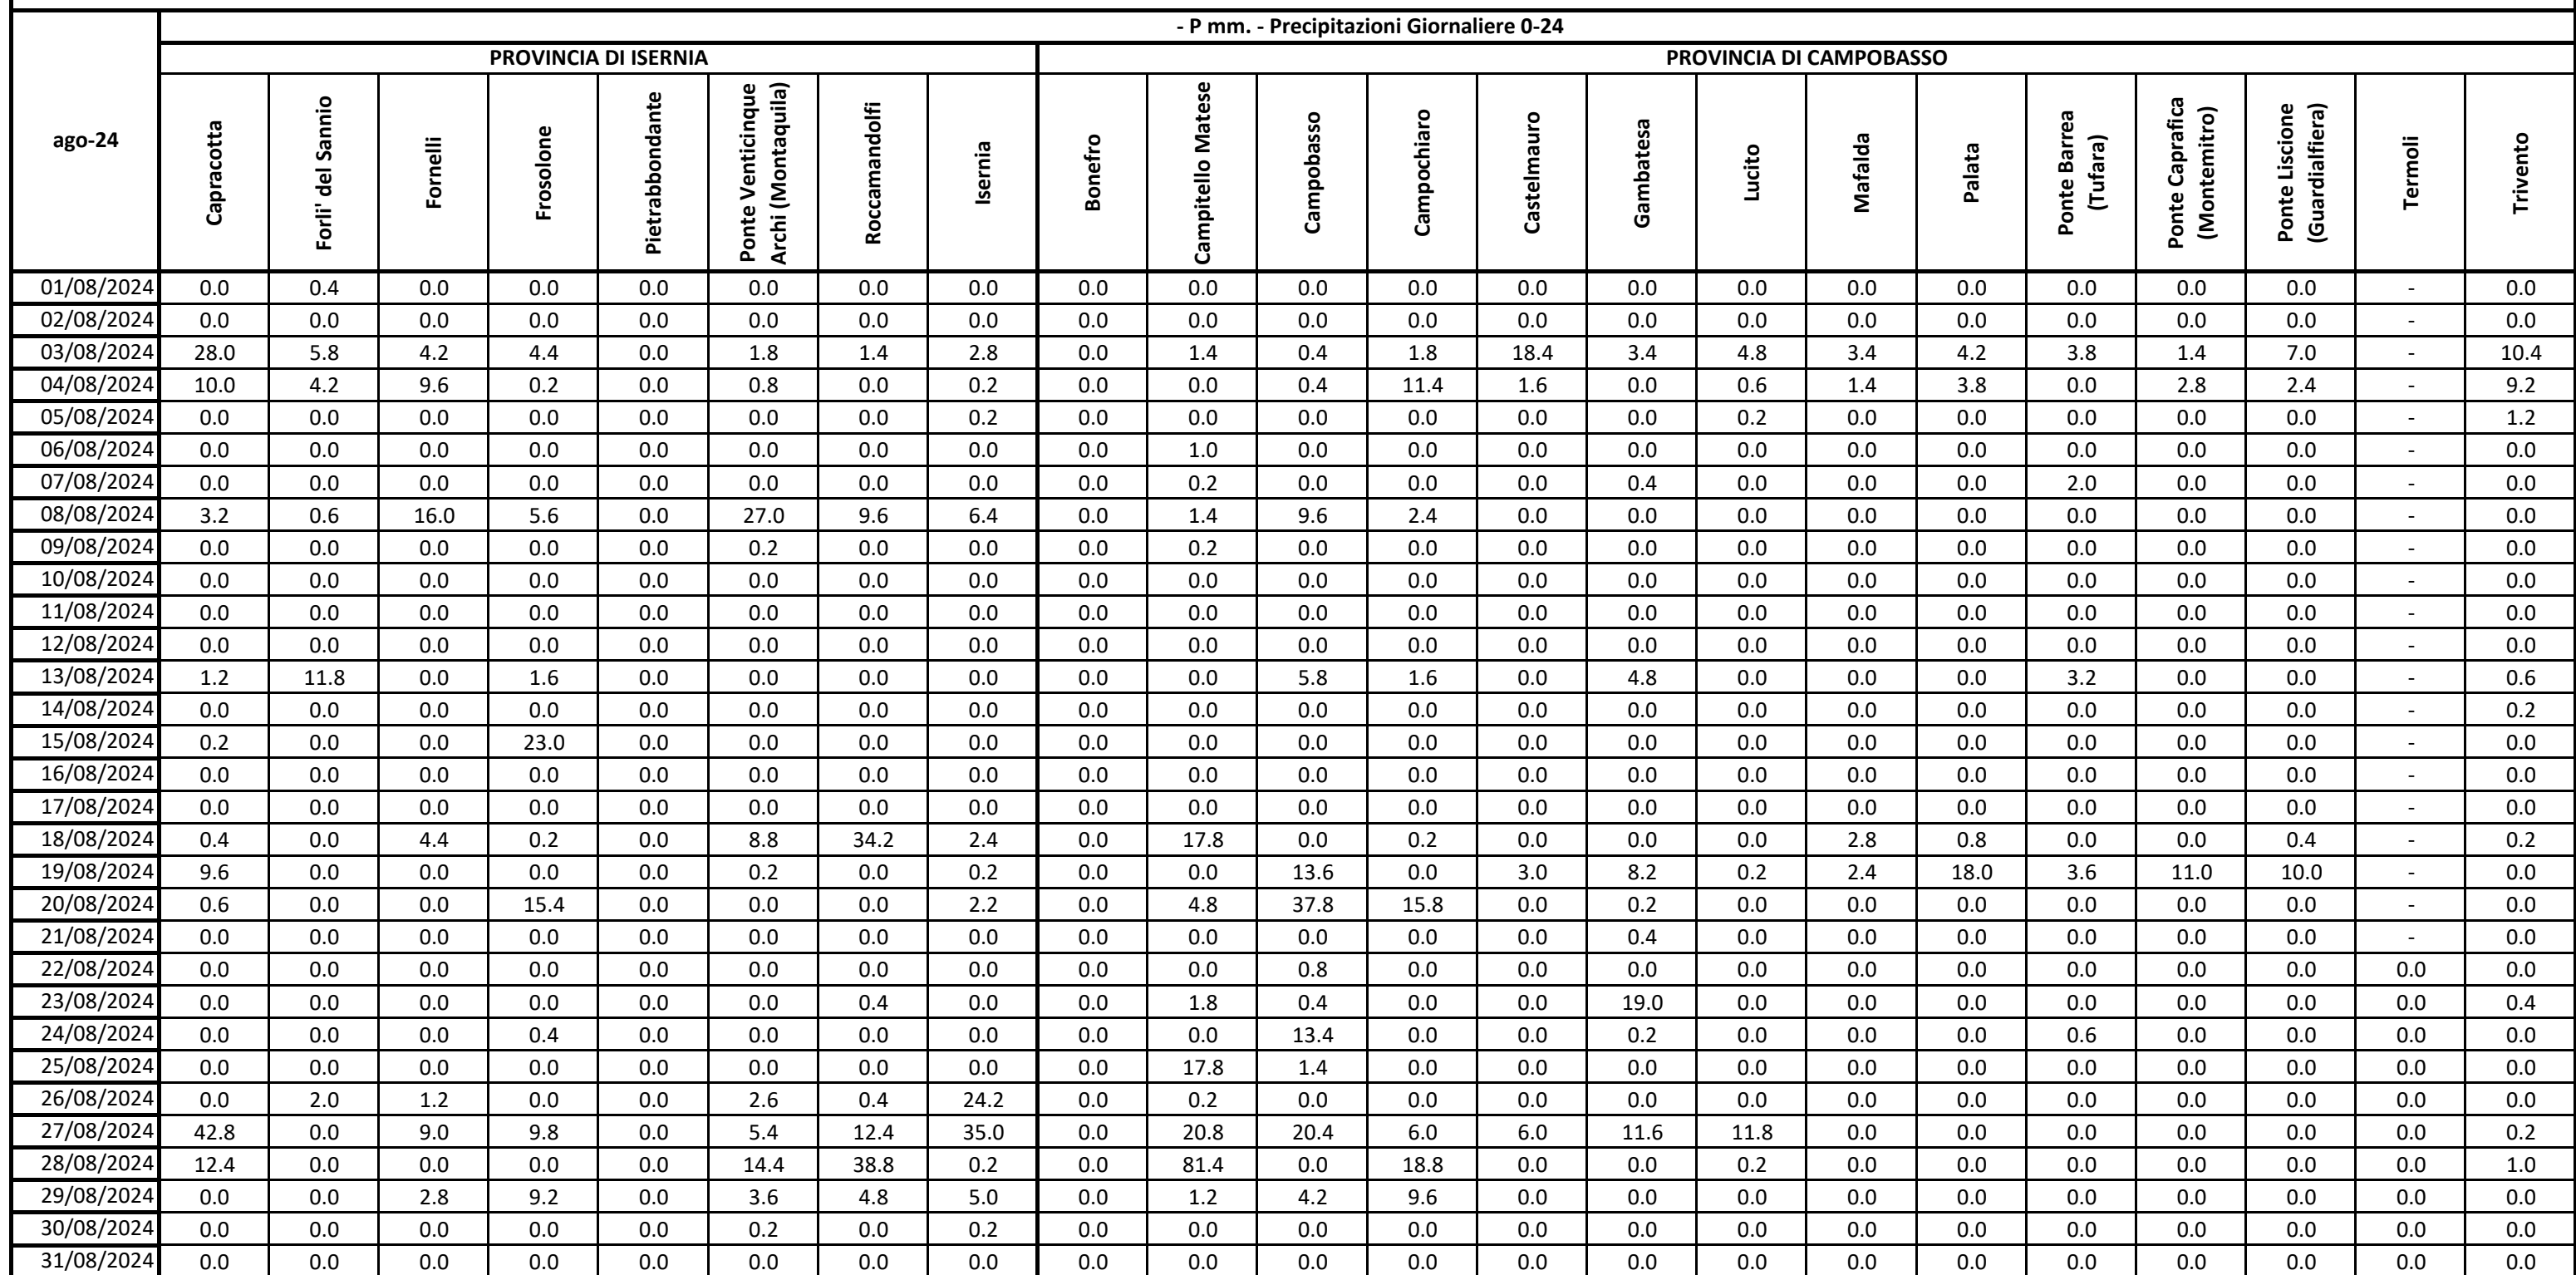 - P mm. - Precipitazioni Giornaliere 0-24
PROVINCIA DI ISERNIA PROVINCIA DI CAMPOBASSO
ago-24 Capracotta Forli' del Sannio Fornelli Frosolone Pietrabbondante Ponte Venticinque Archi (Montaquila) Roccamandolfi Isernia Bonefro Campitello Matese Campobasso Campochiaro Castelmauro Gambatesa Lucito Mafalda Palata Ponte Barrea (Tufara) Ponte Caprafica (Montemitro) Ponte Liscione (Guardialfiera) Termoli Trivento
01/08/2024 0.0 0.4 0.0 0.0 0.0 0.0 0.0 0.0 0.0 0.0 0.0 0.0 0.0 0.0 0.0 0.0 0.0 0.0 0.0 0.0 - 0.0
02/08/2024 0.0 0.0 0.0 0.0 0.0 0.0 0.0 0.0 0.0 0.0 0.0 0.0 0.0 0.0 0.0 0.0 0.0 0.0 0.0 0.0 - 0.0
03/08/2024 28.0 5.8 4.2 4.4 0.0 1.8 1.4 2.8 0.0 1.4 0.4 1.8 18.4 3.4 4.8 3.4 4.2 3.8 1.4 7.0 - 10.4
04/08/2024 10.0 4.2 9.6 0.2 0.0 0.8 0.0 0.2 0.0 0.0 0.4 11.4 1.6 0.0 0.6 1.4 3.8 0.0 2.8 2.4 - 9.2
05/08/2024 0.0 0.0 0.0 0.0 0.0 0.0 0.0 0.2 0.0 0.0 0.0 0.0 0.0 0.0 0.2 0.0 0.0 0.0 0.0 0.0 - 1.2
06/08/2024 0.0 0.0 0.0 0.0 0.0 0.0 0.0 0.0 0.0 1.0 0.0 0.0 0.0 0.0 0.0 0.0 0.0 0.0 0.0 0.0 - 0.0
07/08/2024 0.0 0.0 0.0 0.0 0.0 0.0 0.0 0.0 0.0 0.2 0.0 0.0 0.0 0.4 0.0 0.0 0.0 2.0 0.0 0.0 - 0.0
08/08/2024 3.2 0.6 16.0 5.6 0.0 27.0 9.6 6.4 0.0 1.4 9.6 2.4 0.0 0.0 0.0 0.0 0.0 0.0 0.0 0.0 - 0.0
09/08/2024 0.0 0.0 0.0 0.0 0.0 0.2 0.0 0.0 0.0 0.2 0.0 0.0 0.0 0.0 0.0 0.0 0.0 0.0 0.0 0.0 - 0.0
10/08/2024 0.0 0.0 0.0 0.0 0.0 0.0 0.0 0.0 0.0 0.0 0.0 0.0 0.0 0.0 0.0 0.0 0.0 0.0 0.0 0.0 - 0.0
11/08/2024 0.0 0.0 0.0 0.0 0.0 0.0 0.0 0.0 0.0 0.0 0.0 0.0 0.0 0.0 0.0 0.0 0.0 0.0 0.0 0.0 - 0.0
12/08/2024 0.0 0.0 0.0 0.0 0.0 0.0 0.0 0.0 0.0 0.0 0.0 0.0 0.0 0.0 0.0 0.0 0.0 0.0 0.0 0.0 - 0.0
13/08/2024 1.2 11.8 0.0 1.6 0.0 0.0 0.0 0.0 0.0 0.0 5.8 1.6 0.0 4.8 0.0 0.0 0.0 3.2 0.0 0.0 - 0.6
14/08/2024 0.0 0.0 0.0 0.0 0.0 0.0 0.0 0.0 0.0 0.0 0.0 0.0 0.0 0.0 0.0 0.0 0.0 0.0 0.0 0.0 - 0.2
15/08/2024 0.2 0.0 0.0 23.0 0.0 0.0 0.0 0.0 0.0 0.0 0.0 0.0 0.0 0.0 0.0 0.0 0.0 0.0 0.0 0.0 - 0.0
16/08/2024 0.0 0.0 0.0 0.0 0.0 0.0 0.0 0.0 0.0 0.0 0.0 0.0 0.0 0.0 0.0 0.0 0.0 0.0 0.0 0.0 - 0.0
17/08/2024 0.0 0.0 0.0 0.0 0.0 0.0 0.0 0.0 0.0 0.0 0.0 0.0 0.0 0.0 0.0 0.0 0.0 0.0 0.0 0.0 - 0.0
18/08/2024 0.4 0.0 4.4 0.2 0.0 8.8 34.2 2.4 0.0 17.8 0.0 0.2 0.0 0.0 0.0 2.8 0.8 0.0 0.0 0.4 - 0.2
19/08/2024 9.6 0.0 0.0 0.0 0.0 0.2 0.0 0.2 0.0 0.0 13.6 0.0 3.0 8.2 0.2 2.4 18.0 3.6 11.0 10.0 - 0.0
20/08/2024 0.6 0.0 0.0 15.4 0.0 0.0 0.0 2.2 0.0 4.8 37.8 15.8 0.0 0.2 0.0 0.0 0.0 0.0 0.0 0.0 - 0.0
21/08/2024 0.0 0.0 0.0 0.0 0.0 0.0 0.0 0.0 0.0 0.0 0.0 0.0 0.0 0.4 0.0 0.0 0.0 0.0 0.0 0.0 - 0.0
22/08/2024 0.0 0.0 0.0 0.0 0.0 0.0 0.0 0.0 0.0 0.0 0.8 0.0 0.0 0.0 0.0 0.0 0.0 0.0 0.0 0.0 0.0 0.0
23/08/2024 0.0 0.0 0.0 0.0 0.0 0.0 0.4 0.0 0.0 1.8 0.4 0.0 0.0 19.0 0.0 0.0 0.0 0.0 0.0 0.0 0.0 0.4
24/08/2024 0.0 0.0 0.0 0.4 0.0 0.0 0.0 0.0 0.0 0.0 13.4 0.0 0.0 0.2 0.0 0.0 0.0 0.6 0.0 0.0 0.0 0.0
25/08/2024 0.0 0.0 0.0 0.0 0.0 0.0 0.0 0.0 0.0 17.8 1.4 0.0 0.0 0.0 0.0 0.0 0.0 0.0 0.0 0.0 0.0 0.0
26/08/2024 0.0 2.0 1.2 0.0 0.0 2.6 0.4 24.2 0.0 0.2 0.0 0.0 0.0 0.0 0.0 0.0 0.0 0.0 0.0 0.0 0.0 0.0
27/08/2024 42.8 0.0 9.0 9.8 0.0 5.4 12.4 35.0 0.0 20.8 20.4 6.0 6.0 11.6 11.8 0.0 0.0 0.0 0.0 0.0 0.0 0.2
28/08/2024 12.4 0.0 0.0 0.0 0.0 14.4 38.8 0.2 0.0 81.4 0.0 18.8 0.0 0.0 0.2 0.0 0.0 0.0 0.0 0.0 0.0 1.0
29/08/2024 0.0 0.0 2.8 9.2 0.0 3.6 4.8 5.0 0.0 1.2 4.2 9.6 0.0 0.0 0.0 0.0 0.0 0.0 0.0 0.0 0.0 0.0
30/08/2024 0.0 0.0 0.0 0.0 0.0 0.2 0.0 0.2 0.0 0.0 0.0 0.0 0.0 0.0 0.0 0.0 0.0 0.0 0.0 0.0 0.0 0.0
31/08/2024 0.0 0.0 0.0 0.0 0.0 0.0 0.0 0.0 0.0 0.0 0.0 0.0 0.0 0.0 0.0 0.0 0.0 0.0 0.0 0.0 0.0 0.0